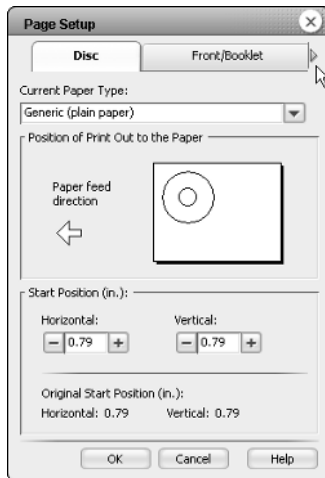 Page Setup
Disc Front/Booklet
Current Paper Type:
Generic (plain paper)
Position of Print Out to the Paper
Paper feed
direction
Start Position (in.):
Horizontal: Vertical:
0.79 0.79
Original Start Position (in.):
Horizontal: 0.79 Vertical: 0.79
OK Cancel Help